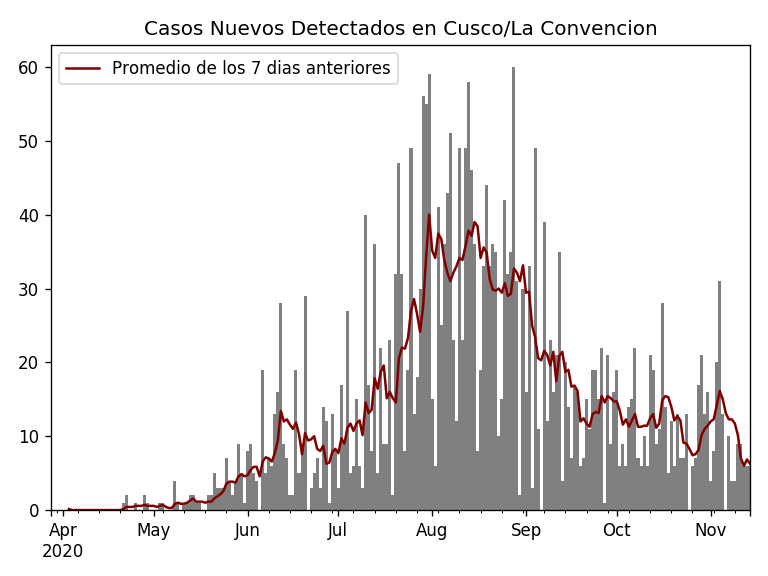 Casos Nuevos Detectados en Cusco/La Convencion
Promedio de los 7 dias anteriores
60
50
40
30
20
10
0
Apr May Jun Jul Aug Sep Oct Nov
2020